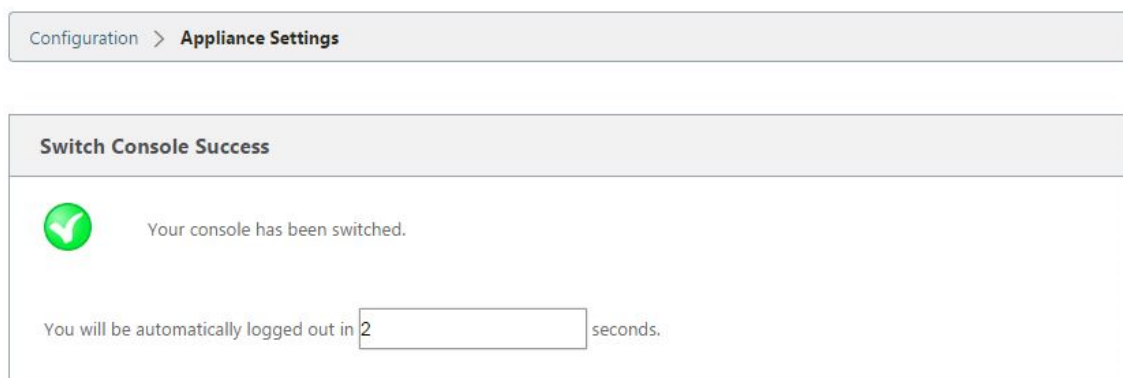 Configuration > Appliance Settings
Switch Console Success
Your console has been switched.
You will be automatically logged out in 2 seconds.